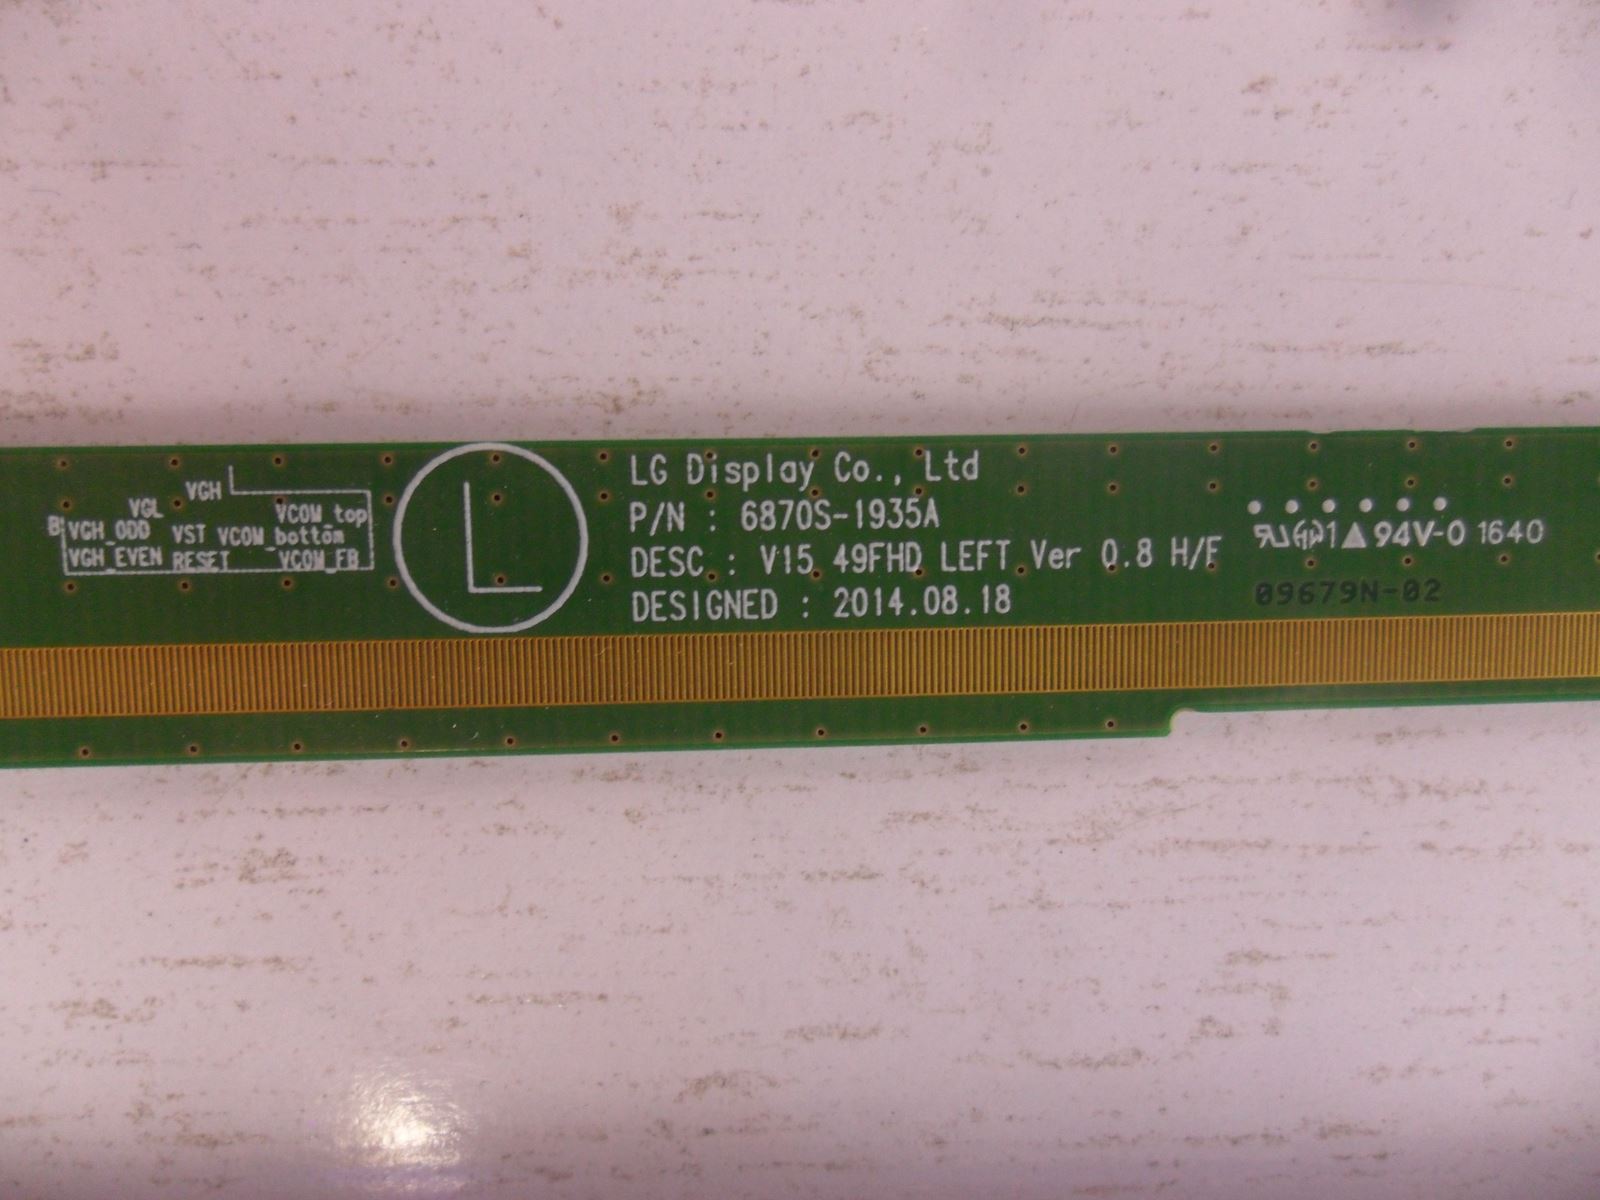 VGH
VGL VCOM_top
B VGH_ODD VST VCOM_bottom
VGH_EVEN RESET VCOM_FB
L
LG Display Co., Ltd
P/N : 6870S-1935A
DESC. : V15 49FHD LEFT Ver 0.8 H/F
DESIGNED : 2014.08.18
94V-0 1640
09679N-02